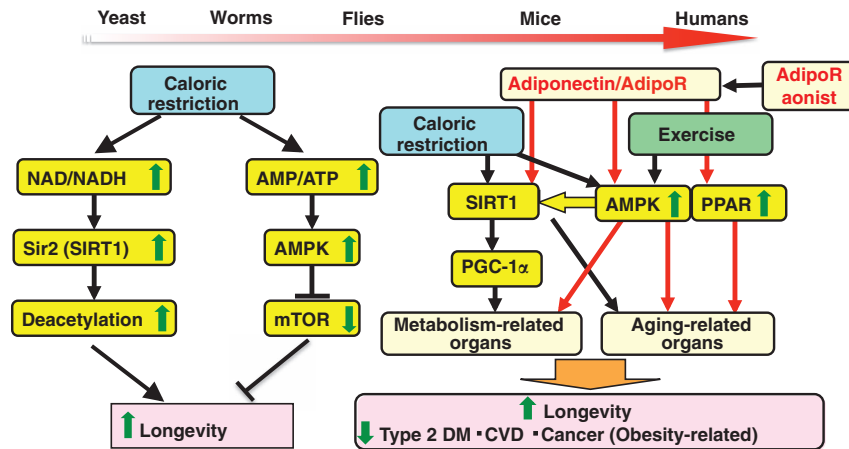 Yeast Worms Flies Mice Humans
Caloric
restriction
NAD/NADH
AMP/ATP
Sir2 (SIRT1)
AMPK
Deacetylation
mTOR
Longevity
Adiponectin/AdipoR
AdipoR
aonist
Caloric
restriction
Exercise
SIRT1
AMPK
PPAR
PGC-1α
Metabolism-related
organs
Aging-related
organs
Longevity
Type 2 DM ▪ CVD ▪ Cancer (Obesity-related)